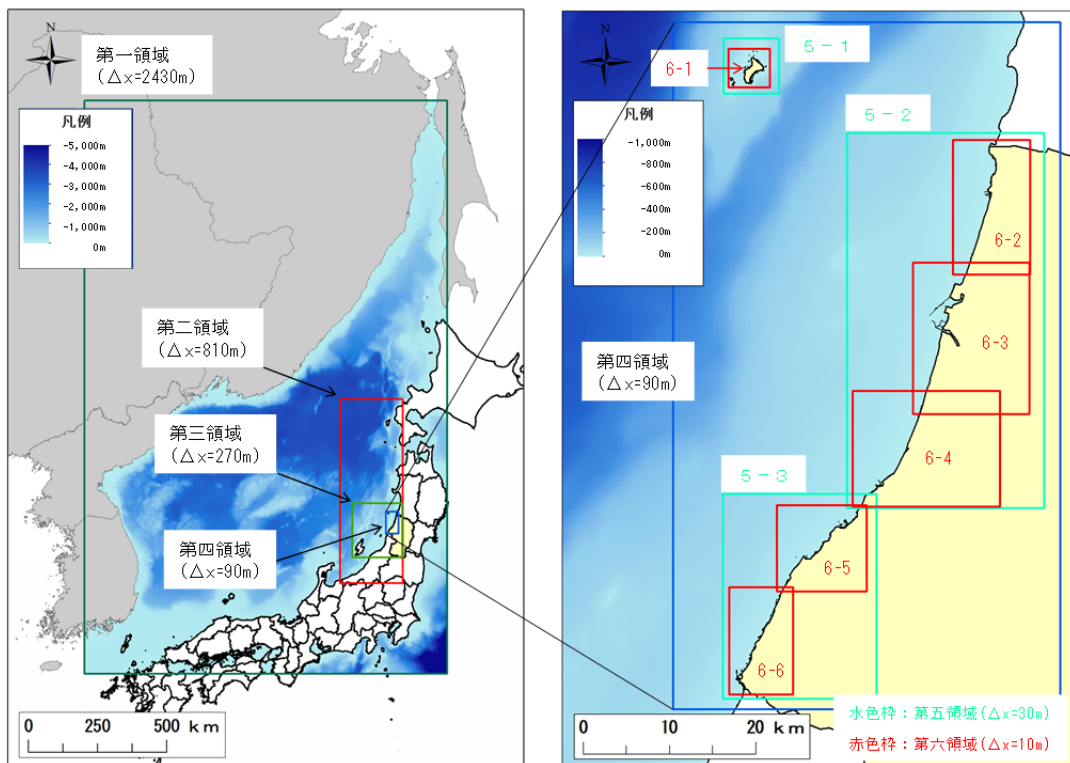 N
第一領域
(△x=2430m)
凡例
-5,000m
-4,000m
-3,000m
-2,000m
-1,000m
0m
第二領域
(△x=810m)
第三領域
(△x=270m)
第四領域
(△x=90m)
0 250 500 km
N
凡例
-1,000m
-800m
-600m
-400m
-200m
0m
5-1
6-1
5-2
6-2
6-3
第四領域
(△x=90m)
6-4
5-3
6-5
6-6
0 10 20 km
水色枠：第五領域(△x=30m)
赤色枠：第六領域(△x=10m)